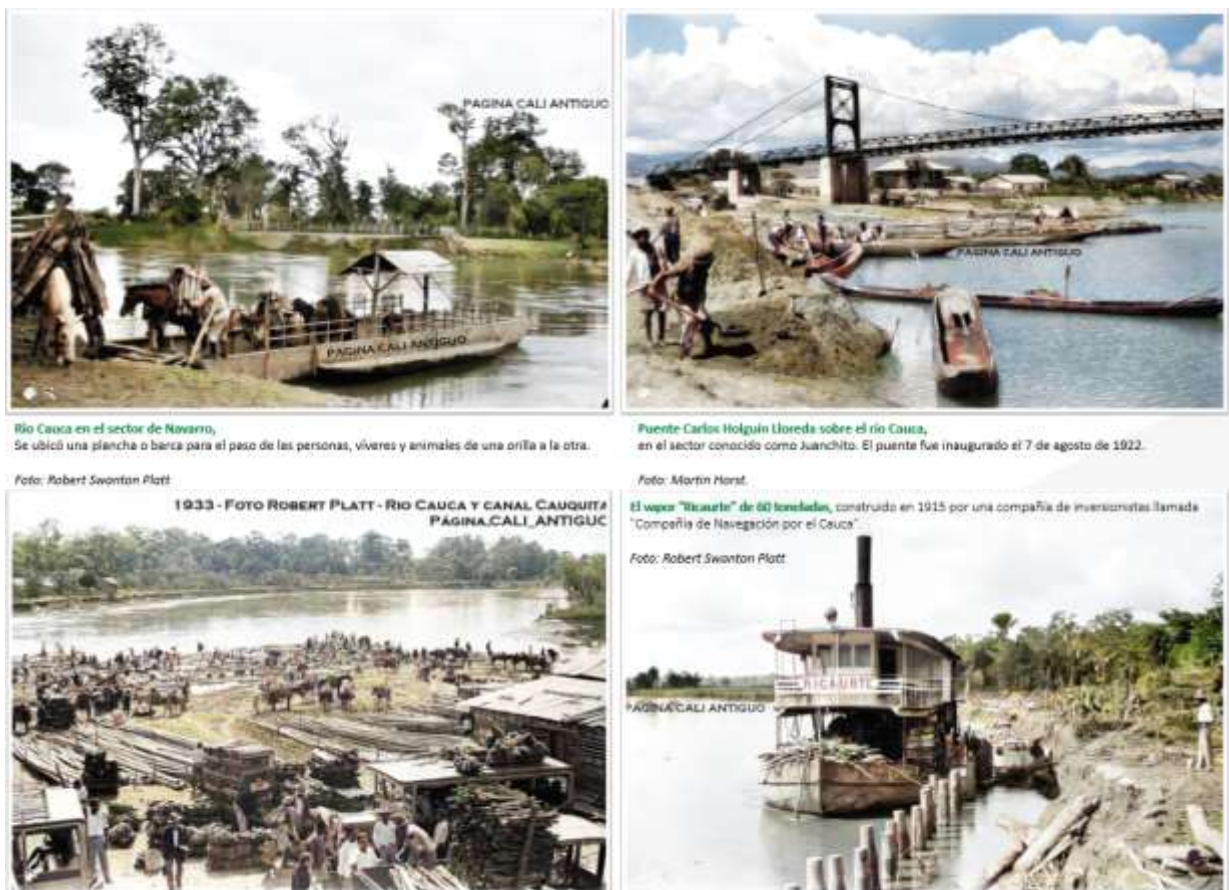 PAGINA CALI ANTIGUO
PAGINA CALI ANTIGUO
Río Cauca en el sector de Navarro,
Se ubicó una plancha o barca para el paso de las personas, víveres y animales de una orilla a la otra.
Foto: Robert Swanton Platt
PAGINA CALI ANTIGUO
Puente Carlos Holguín Lloreda sobre el río Cauca,
en el sector conocido como Juanchito. El puente fue inaugurado el 7 de agosto de 1922.
Foto: Martin Horst.
1933 - FOTO ROBERT PLATT - RIO CAUCA Y CANAL CAUQUITA
PÁGINA.CALI_ANTIGUO
El vapor "Ricaurte" de 60 toneladas, construido en 1915 por una compañía de inversionistas llamada
"Compañía de Navegación por el Cauca".
Foto: Robert Swanton Platt
RICAURTE
PAGINA CALI ANTIGUO